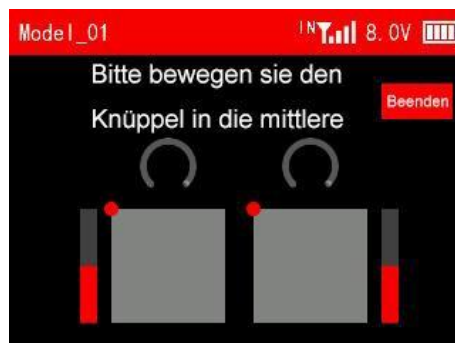 Model_01
IN 8.0V
Bitte bewegen sie den
Beenden
Knüppel in die mittlere